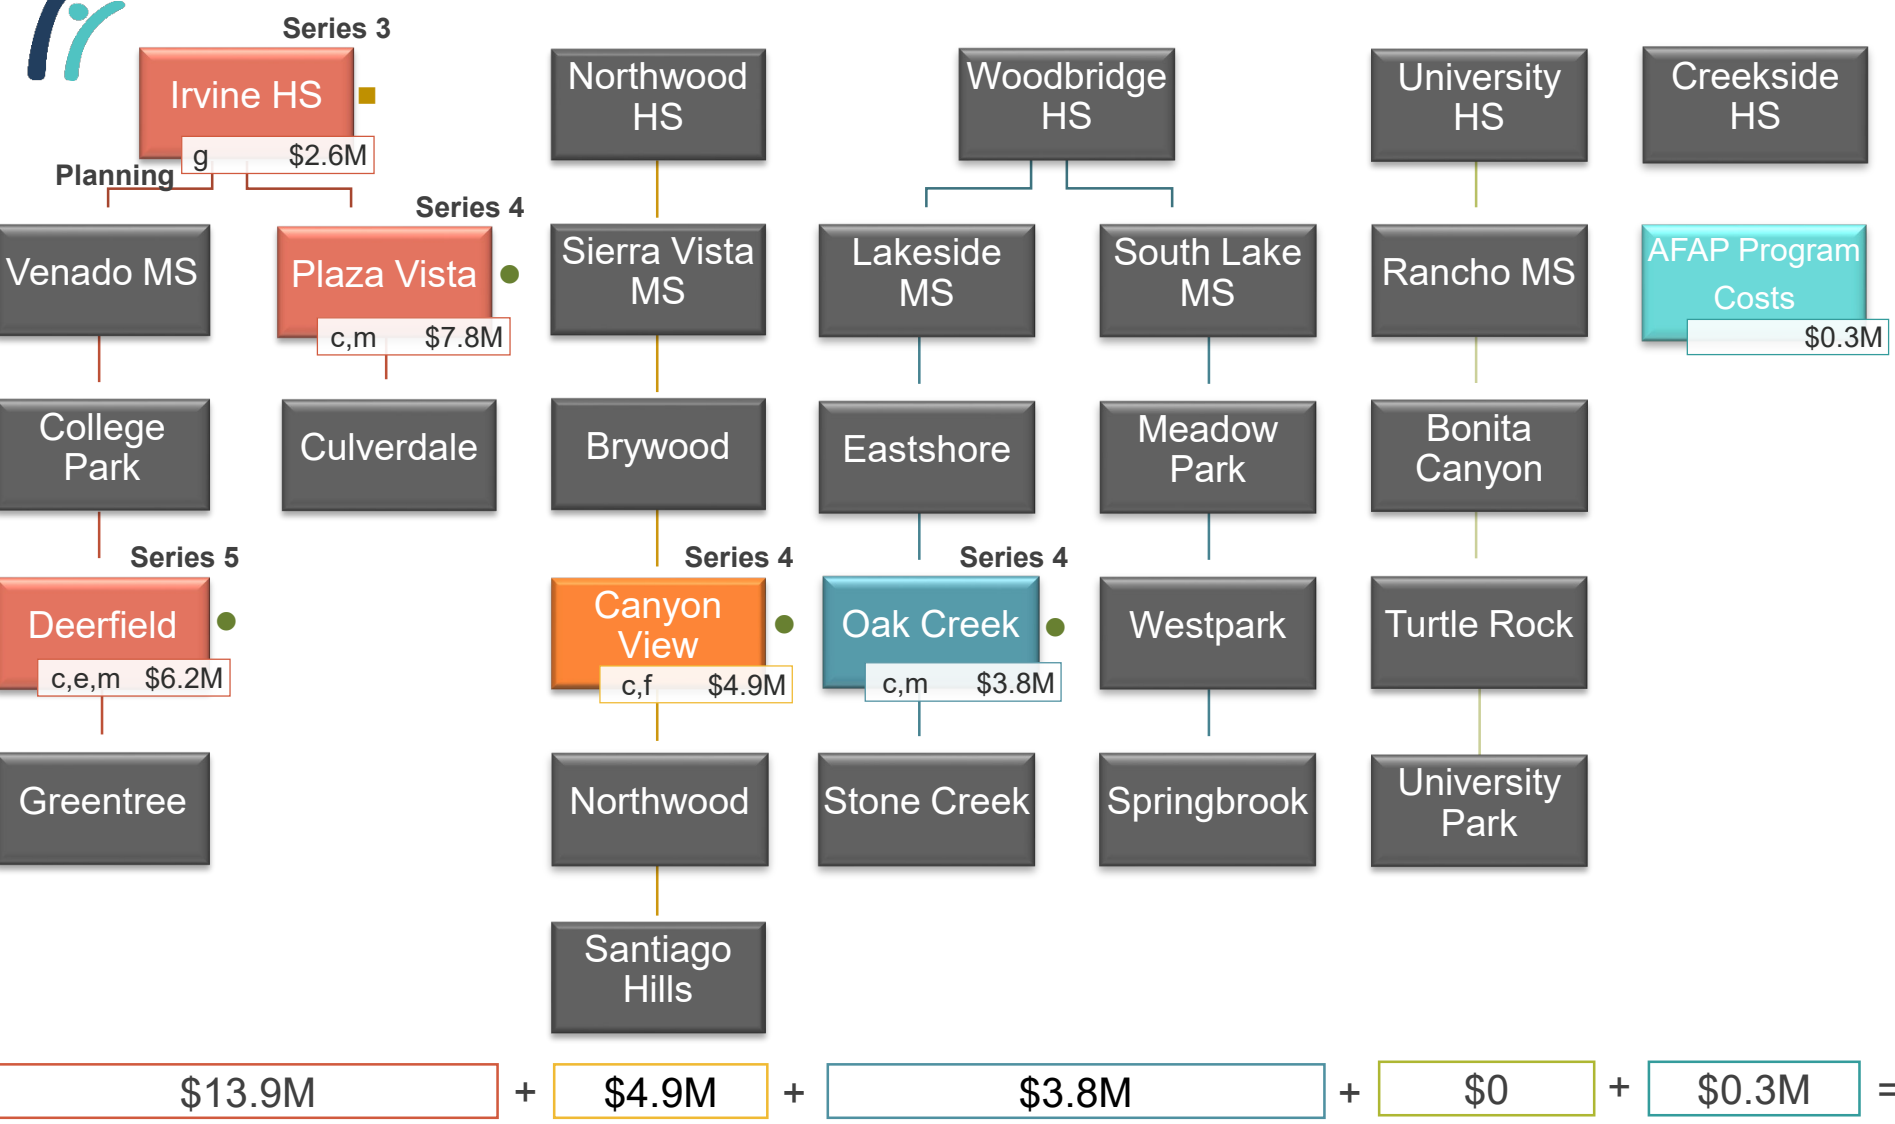 Series 3
Irvine HS
g $2.6M
Planning
Northwood
HS
Woodbridge
HS
University
HS
Creekside
HS
Series 4
Venado MS
Plaza Vista
c,m $7.8M
Sierra Vista
MS
Lakeside
MS
South Lake
MS
Rancho MS
AFAP Program
Costs
$0.3M
College
Park
Culverdale
Brywood
Eastshore
Meadow
Park
Bonita
Canyon
Series 5
Deerfield
c,e,m $6.2M
Series 4
Canyon
View
c,f $4.9M
Series 4
Oak Creek
c,m $3.8M
Westpark
Turtle Rock
Greentree
Northwood
Stone Creek
Springbrook
University
Park
Santiago
Hills
$13.9M + $4.9M + $3.8M + $0 + $0.3M =